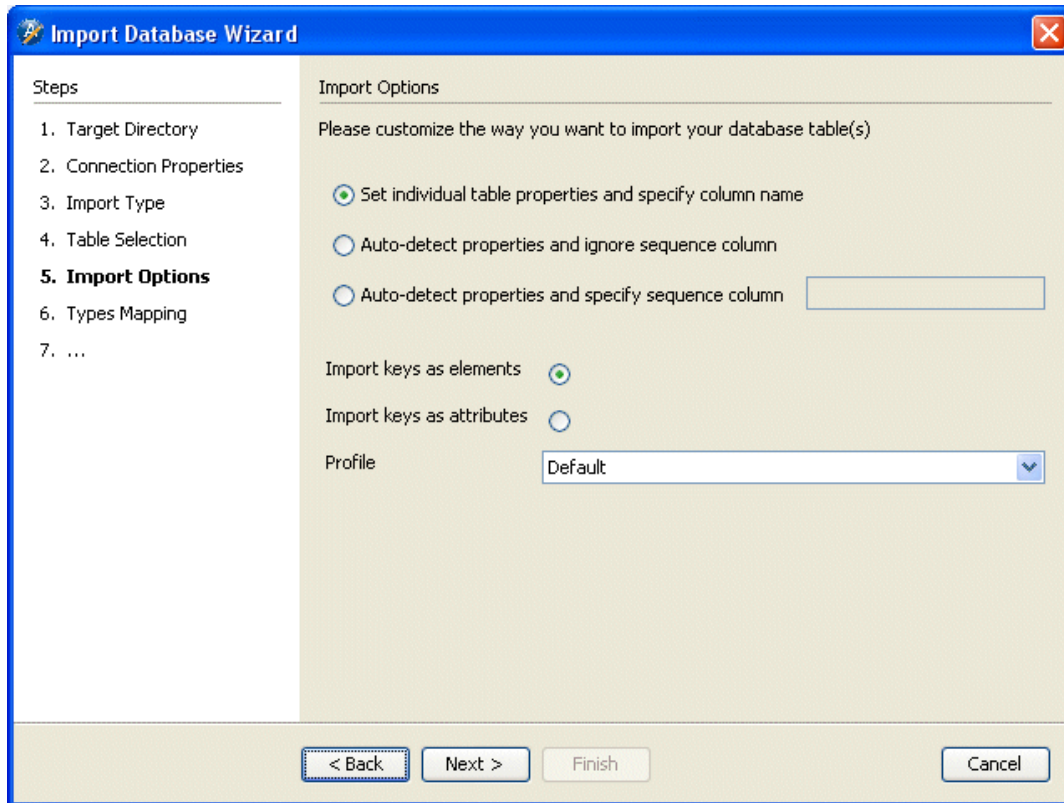 Import Database Wizard
Steps
1. Target Directory
2. Connection Properties
3. Import Type
4. Table Selection
5. Import Options
6. Types Mapping
7. ...
Import Options
Please customize the way you want to import your database table(s)
Set individual table properties and specify column name
Auto-detect properties and ignore sequence column
Auto-detect properties and specify sequence column
Import keys as elements
Import keys as attributes
Profile Default
< Back Next > Finish Cancel